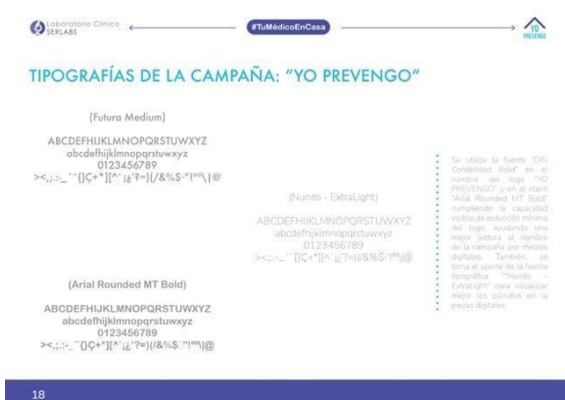 Laboratorio Clínico
SERLABS
#TuMédicoEnCasa
YO
PREVENGO
TIPOGRAFÍAS DE LA CAMPAÑA: "YO PREVENGO"
(Futura Medium)
ABCDEFHIJKLMNOPQRSTUWXYZ
abcdefhijklmnopqrstuwxyz
0123456789
(Nunito - ExtraLight)
ABCDEFHIJKLMNOPQRSTUWXYZ
abcdefhijklmnopqrstuwxyz
0123456789
(Arial Rounded MT Bold)
ABCDEFHIJKLMNOPQRSTUWXYZ
abcdefhijklmnopqrstuwxyz
0123456789
Se utiliza la fuente "DIN
Condensed Bold" en el
nombre del logo "YO
PREVENGO" y en el claim
"Arial Rounded MT Bold"
cumpliendo la capacidad
visible de reducción mínima
del logo, ayudando una
mejor lectura al nombre
de la campaña por medios
digitales. También, se
toma el aporte de la fuente
tipográfica "Nunito -
ExtraLight" para visualizar
mejor los párrafos en la
piezas digitales.
18